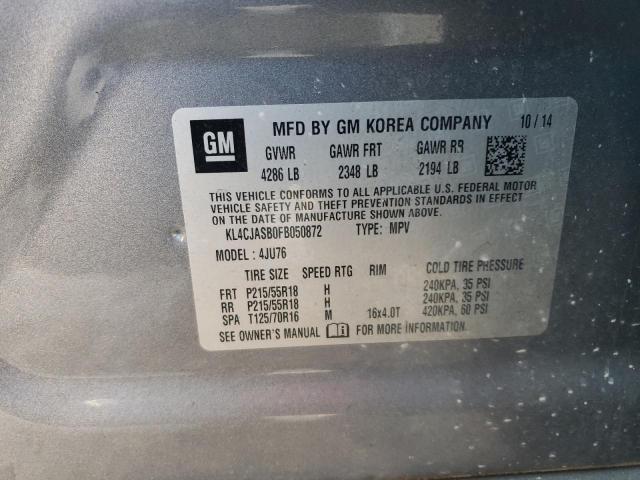 GM
MFD BY GM KOREA COMPANY 10 / 14
GVWR GAWR FRT GAWR RR
4286 LB 2348 LB 2194 LB
THIS VEHICLE CONFORMS TO ALL APPLICABLE U.S. FEDERAL MOTOR
VEHICLE SAFETY AND THEFT PREVENTION STANDARDS IN EFFECT
ON THE DATE OF MANUFACTURE SHOWN ABOVE.
KL4CJASB0FB050872 TYPE: MPV
MODEL : 4JU76
TIRE SIZE SPEED RTG RIM COLD TIRE PRESSURE
FRT P215/55R18 H 240KPA, 35 PSI
RR P215/55R18 H 240KPA, 35 PSI
SPA T125/70R16 M 16x4.0T 420KPA, 60 PSI
SEE OWNER'S MANUAL FOR MORE INFORMATION